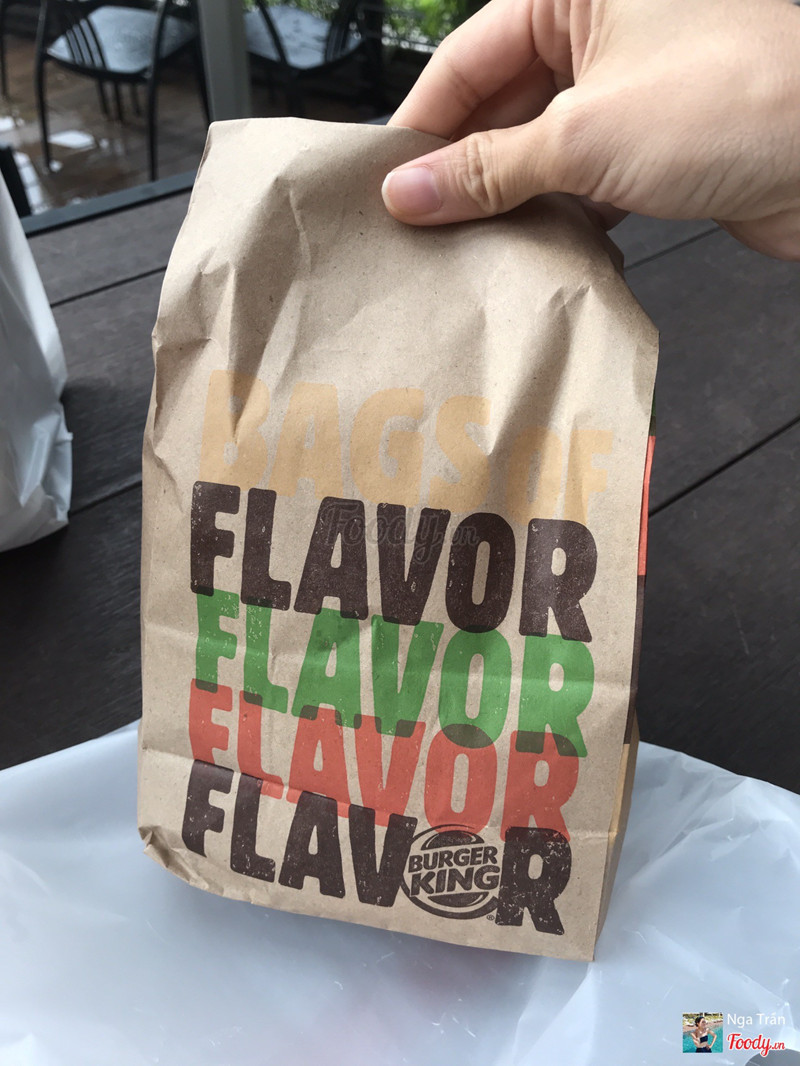 BAGS OF
FLAVOR
Foody.vn
FLAVOR
FLAVOR
FLAVOR
BURGER
KING
®
Nga Trần
Foody.vn